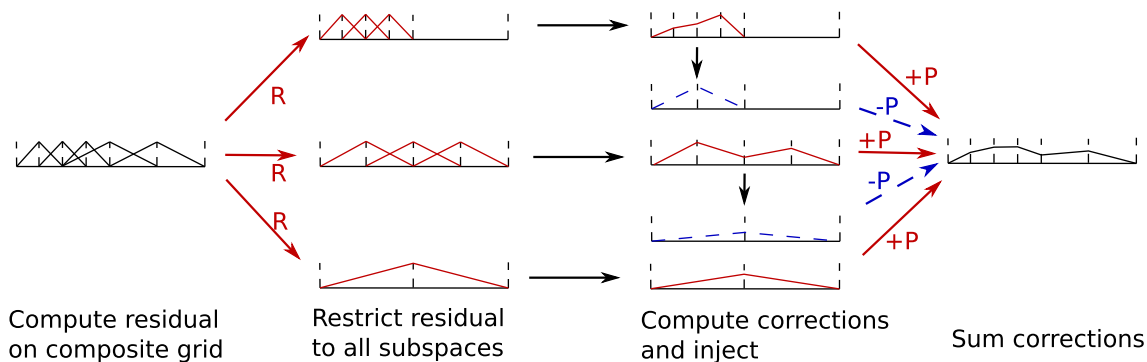 R
R
R
+P
-P
+P
-P
+P
Compute residual
on composite grid
Restrict residual
to all subspaces
Compute corrections
and inject
Sum corrections